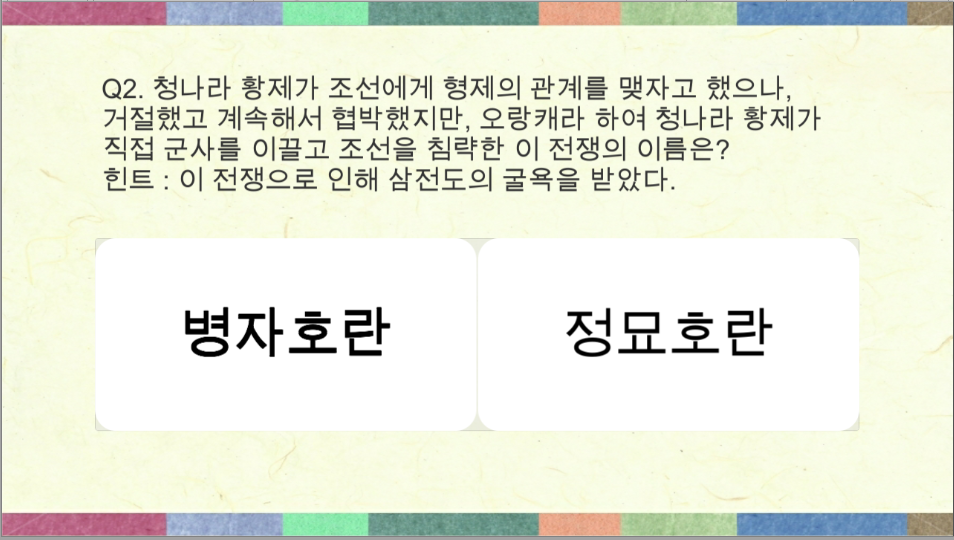 Q2. 청나라 황제가 조선에게 형제의 관계를 맺자고 했으나,
거절했고 계속해서 협박했지만, 오랑캐라 하여 청나라 황제가
직접 군사를 이끌고 조선을 침략한 이 전쟁의 이름은?
힌트 : 이 전쟁으로 인해 삼전도의 굴욕을 받았다.
병자호란
정묘호란